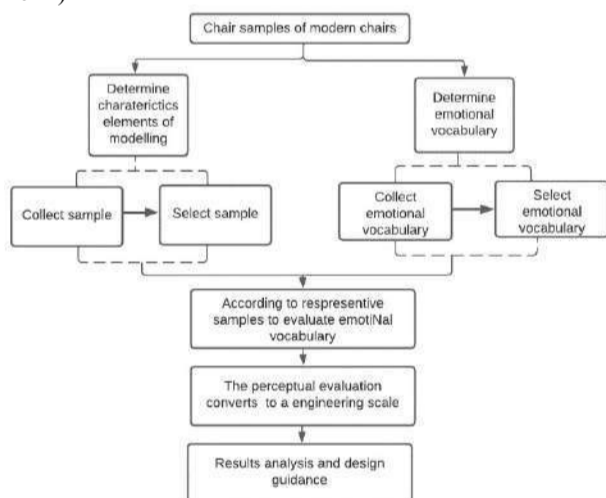 Chair samples of modern chairs
Determine
charaterictics
elements of
modelling
Determine
emotional
vocabulary
Collect sample
Select sample
Collect
emotional
vocabulary
Select
emotional
vocabulary
According to respresentive
samples to evaluate emotiNal
vocabulary
The perceptual evaluation
converts to a engineering scale
Results analysis and design
guidance